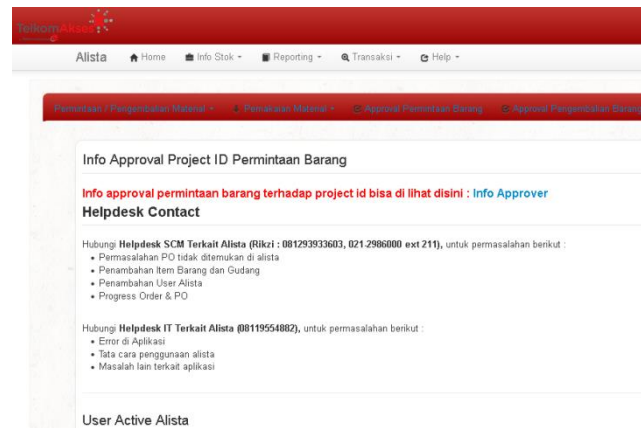 TelkomAkses
Alista Home Info Stok Reporting Transaksi Help
Permintaan / Pengembalian Material Pemakaian Material Approval Permintaan Barang Approval Pengembalian Barang
Info Approval Project ID Permintaan Barang
Info approval permintaan barang terhadap project id bisa di lihat disini : Info Approver
Helpdesk Contact
Hubungi Helpdesk SCM Terkait Alista (Rikzi : 081293933603, 021-2986000 ext 211), untuk permasalahan berikut :
• Permasalahan PO tidak ditemukan di alista
• Penambahan Item Barang dan Gudang
• Penambahan User Alista
• Progress Order & PO
Hubungi Helpdesk IT Terkait Alista (08119554882), untuk permasalahan berikut :
• Error di Aplikasi
• Tata cara penggunaan alista
• Masalah lain terkait aplikasi
User Active Alista